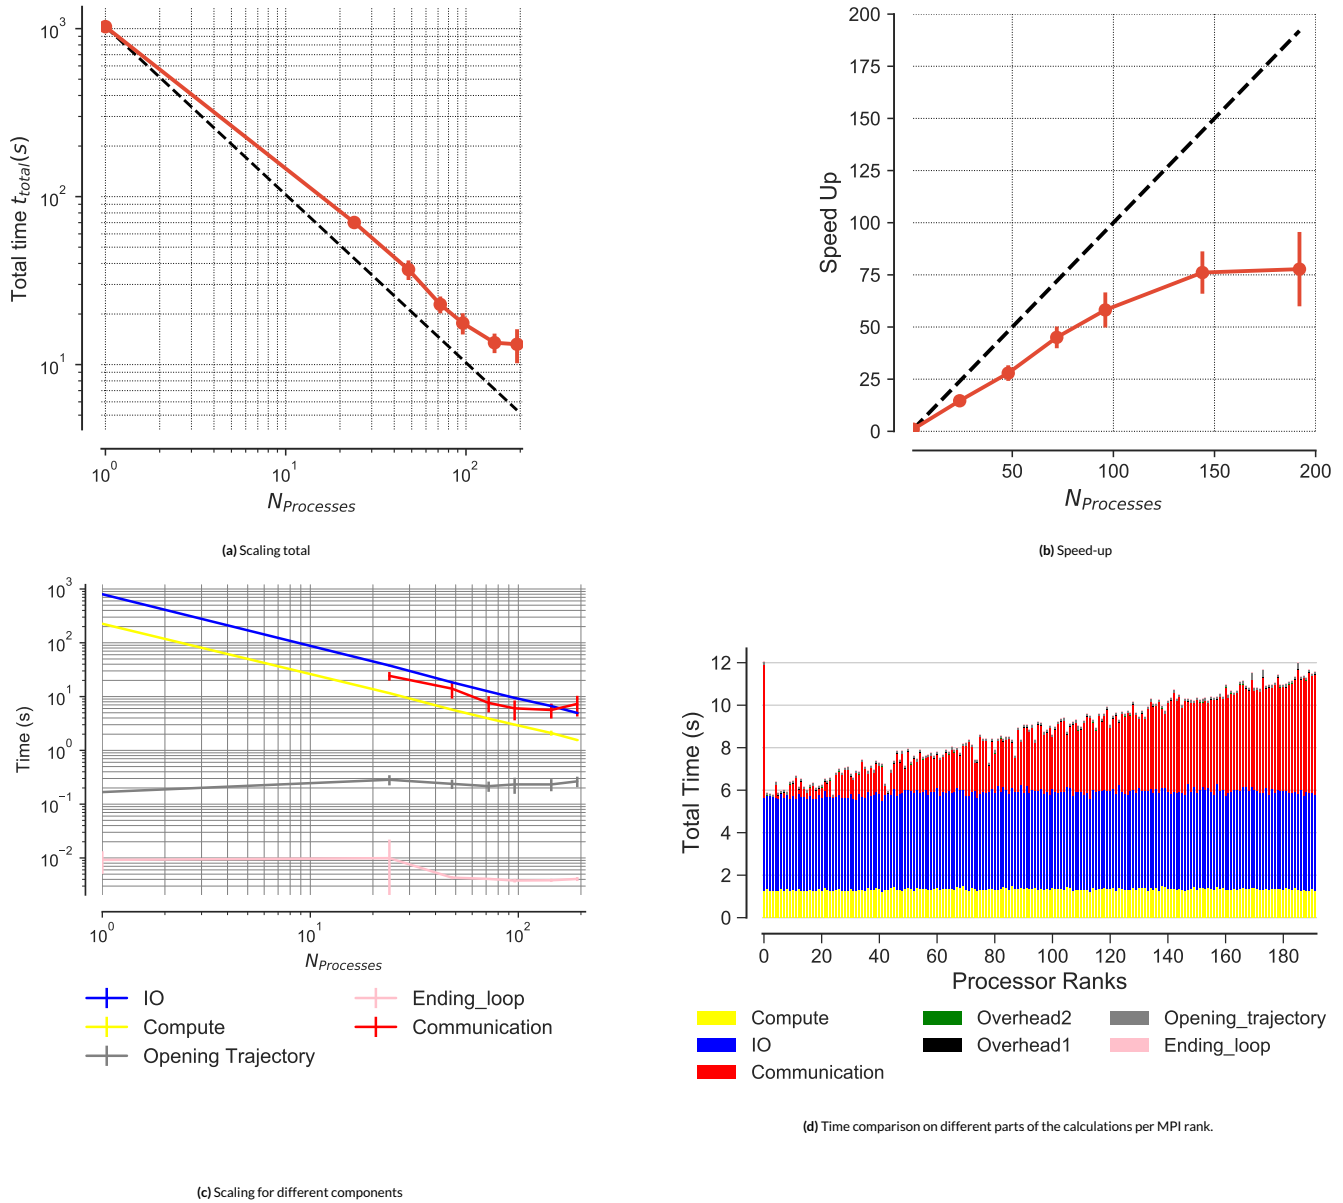 10^3
10^2
10^1
Total time t_total(s)
10^0
10^1
10^2
N_Processes
(a) Scaling total
200
175
150
125
100
75
50
25
0
Speed Up
50
100
150
200
N_Processes
(b) Speed-up
10^3
10^2
10^1
10^0
10^−1
10^−2
Time (s)
10^0
10^1
10^2
N_Processes
IO
Compute
Opening Trajectory
Ending_loop
Communication
(c) Scaling for different components
12
10
8
6
4
2
0
Total Time (s)
0 20 40 60 80 100 120 140 160 180
Processor Ranks
Compute
IO
Communication
Overhead2
Overhead1
Opening_trajectory
Ending_loop
(d) Time comparison on different parts of the calculations per MPI rank.